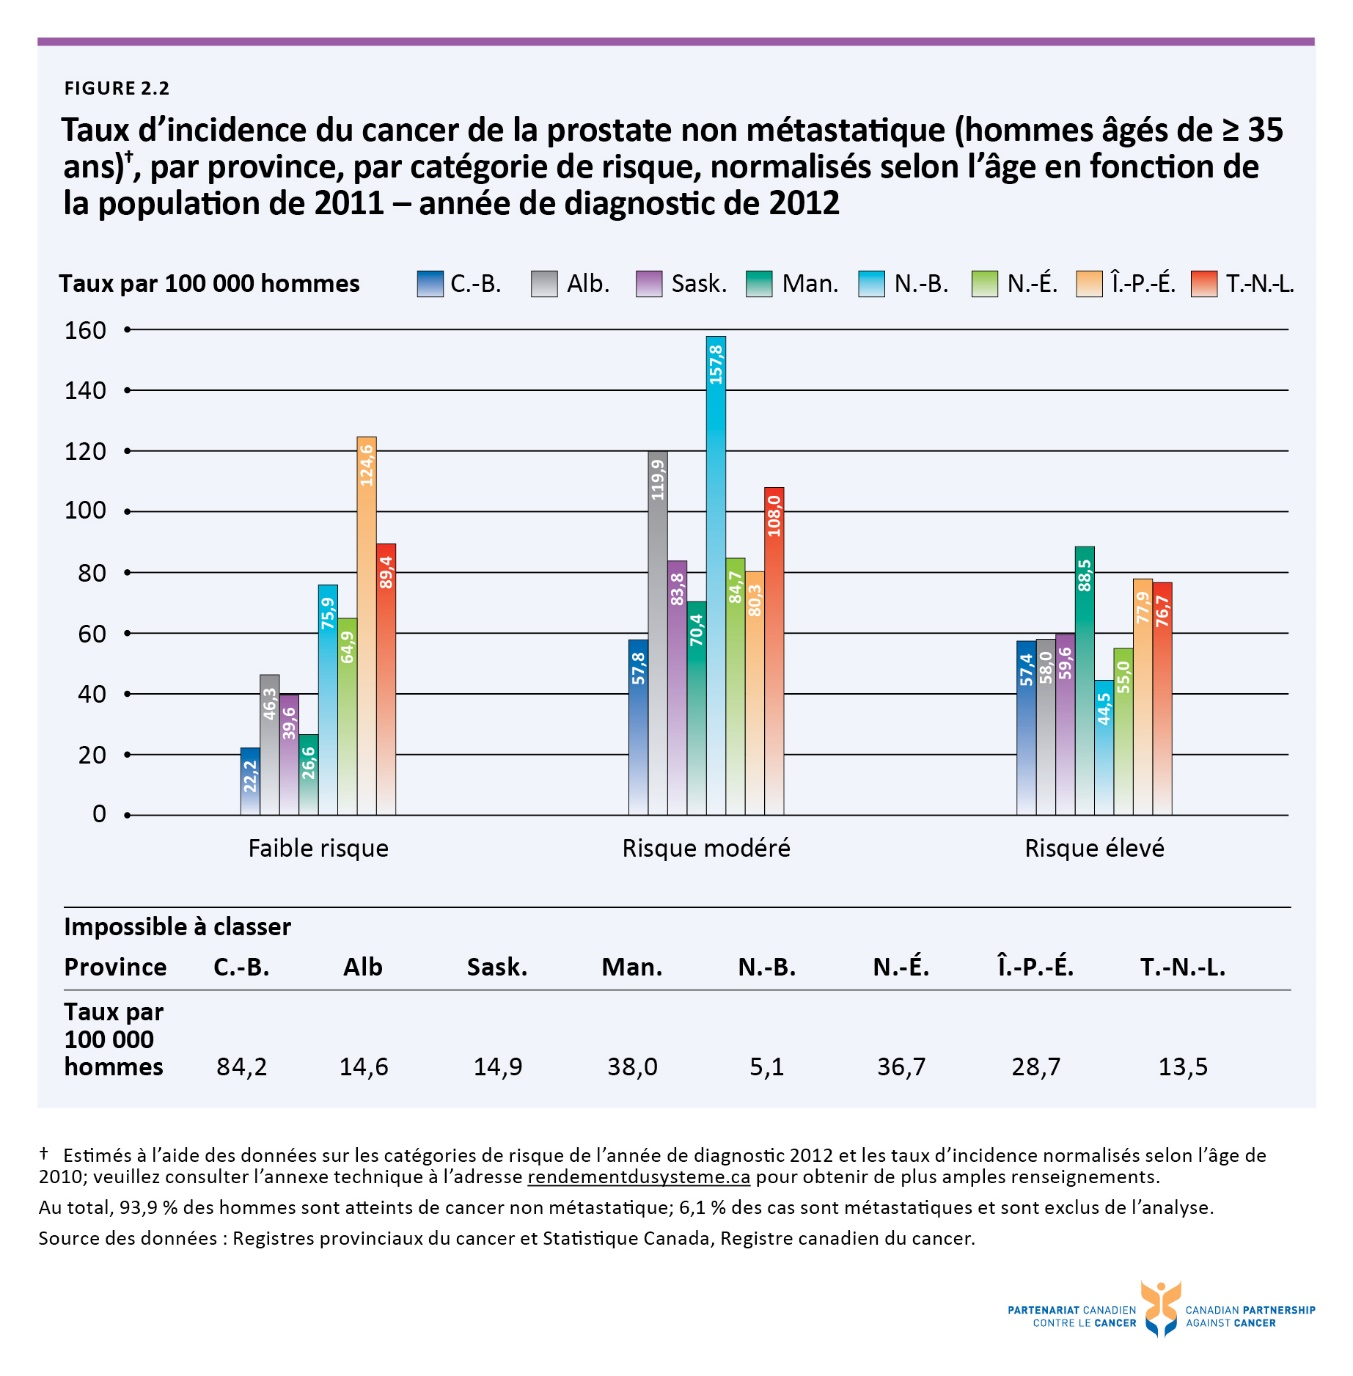 FIGURE 2.2
Taux d’incidence du cancer de la prostate non métastatique (hommes âgés de ≥ 35
ans)†, par province, par catégorie de risque, normalisés selon l’âge en fonction de
la population de 2011 – année de diagnostic de 2012
Taux par 100 000 hommes C.-B. Alb. Sask. Man. N.-B. N.-É. Î.-P.-É. T.-N.-L.
160
140
120
100
80
60
40
20
0
22,2 46,3 39,6 26,6 75,9 64,9 124,6 89,4
57,8 119,9 83,8 70,4 157,8 84,7 80,3 108,0
57,4 58,0 59,6 88,5 44,5 55,0 77,9 76,7
Faible risque Risque modéré Risque élevé
Impossible à classer
Province C.-B. Alb Sask. Man. N.-B. N.-É. Î.-P.-É. T.-N.-L.
Taux par
100 000
hommes 84,2 14,6 14,9 38,0 5,1 36,7 28,7 13,5
† Estimés à l’aide des données sur les catégories de risque de l’année de diagnostic 2012 et les taux d’incidence normalisés selon l’âge de
2010; veuillez consulter l’annexe technique à l’adresse rendementdusysteme.ca pour obtenir de plus amples renseignements.
Au total, 93,9 % des hommes sont atteints de cancer non métastatique; 6,1 % des cas sont métastatiques et sont exclus de l’analyse.
Source des données : Registres provinciaux du cancer et Statistique Canada, Registre canadien du cancer.
PARTENARIAT CANADIEN CANADIAN PARTNERSHIP
CONTRE LE CANCER AGAINST CANCER